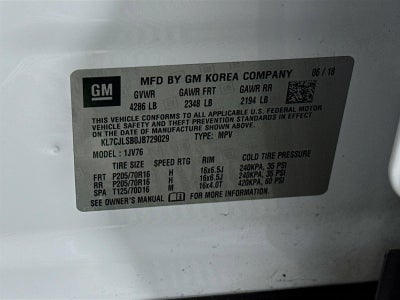 GM
MFD BY GM KOREA COMPANY 06 / 18
GVWR GAWR FRT GAWR RR
4286 LB 2348 LB 2194 LB
THIS VEHICLE CONFORMS TO ALL APPLICABLE U.S. FEDERAL MOTOR
VEHICLE SAFETY, BUMPER, AND THEFT PREVENTION STANDARDS IN
EFFECT ON THE DATE OF MANUFACTURE SHOWN ABOVE.
KL7CJLSB0JB729029 TYPE: MPV
MODEL : 1JV76
TIRE SIZE SPEED RTG RIM COLD TIRE PRESSURE
FRT P205/70R16 H 16x6.5J 240KPA, 35 PSI
RR P205/70R16 H 16x6.5J 240KPA, 35 PSI
SPA T125/70D16 M 16x4.0T 420KPA, 60 PSI
SEE OWNER'S MANUAL FOR MORE INFORMATION.